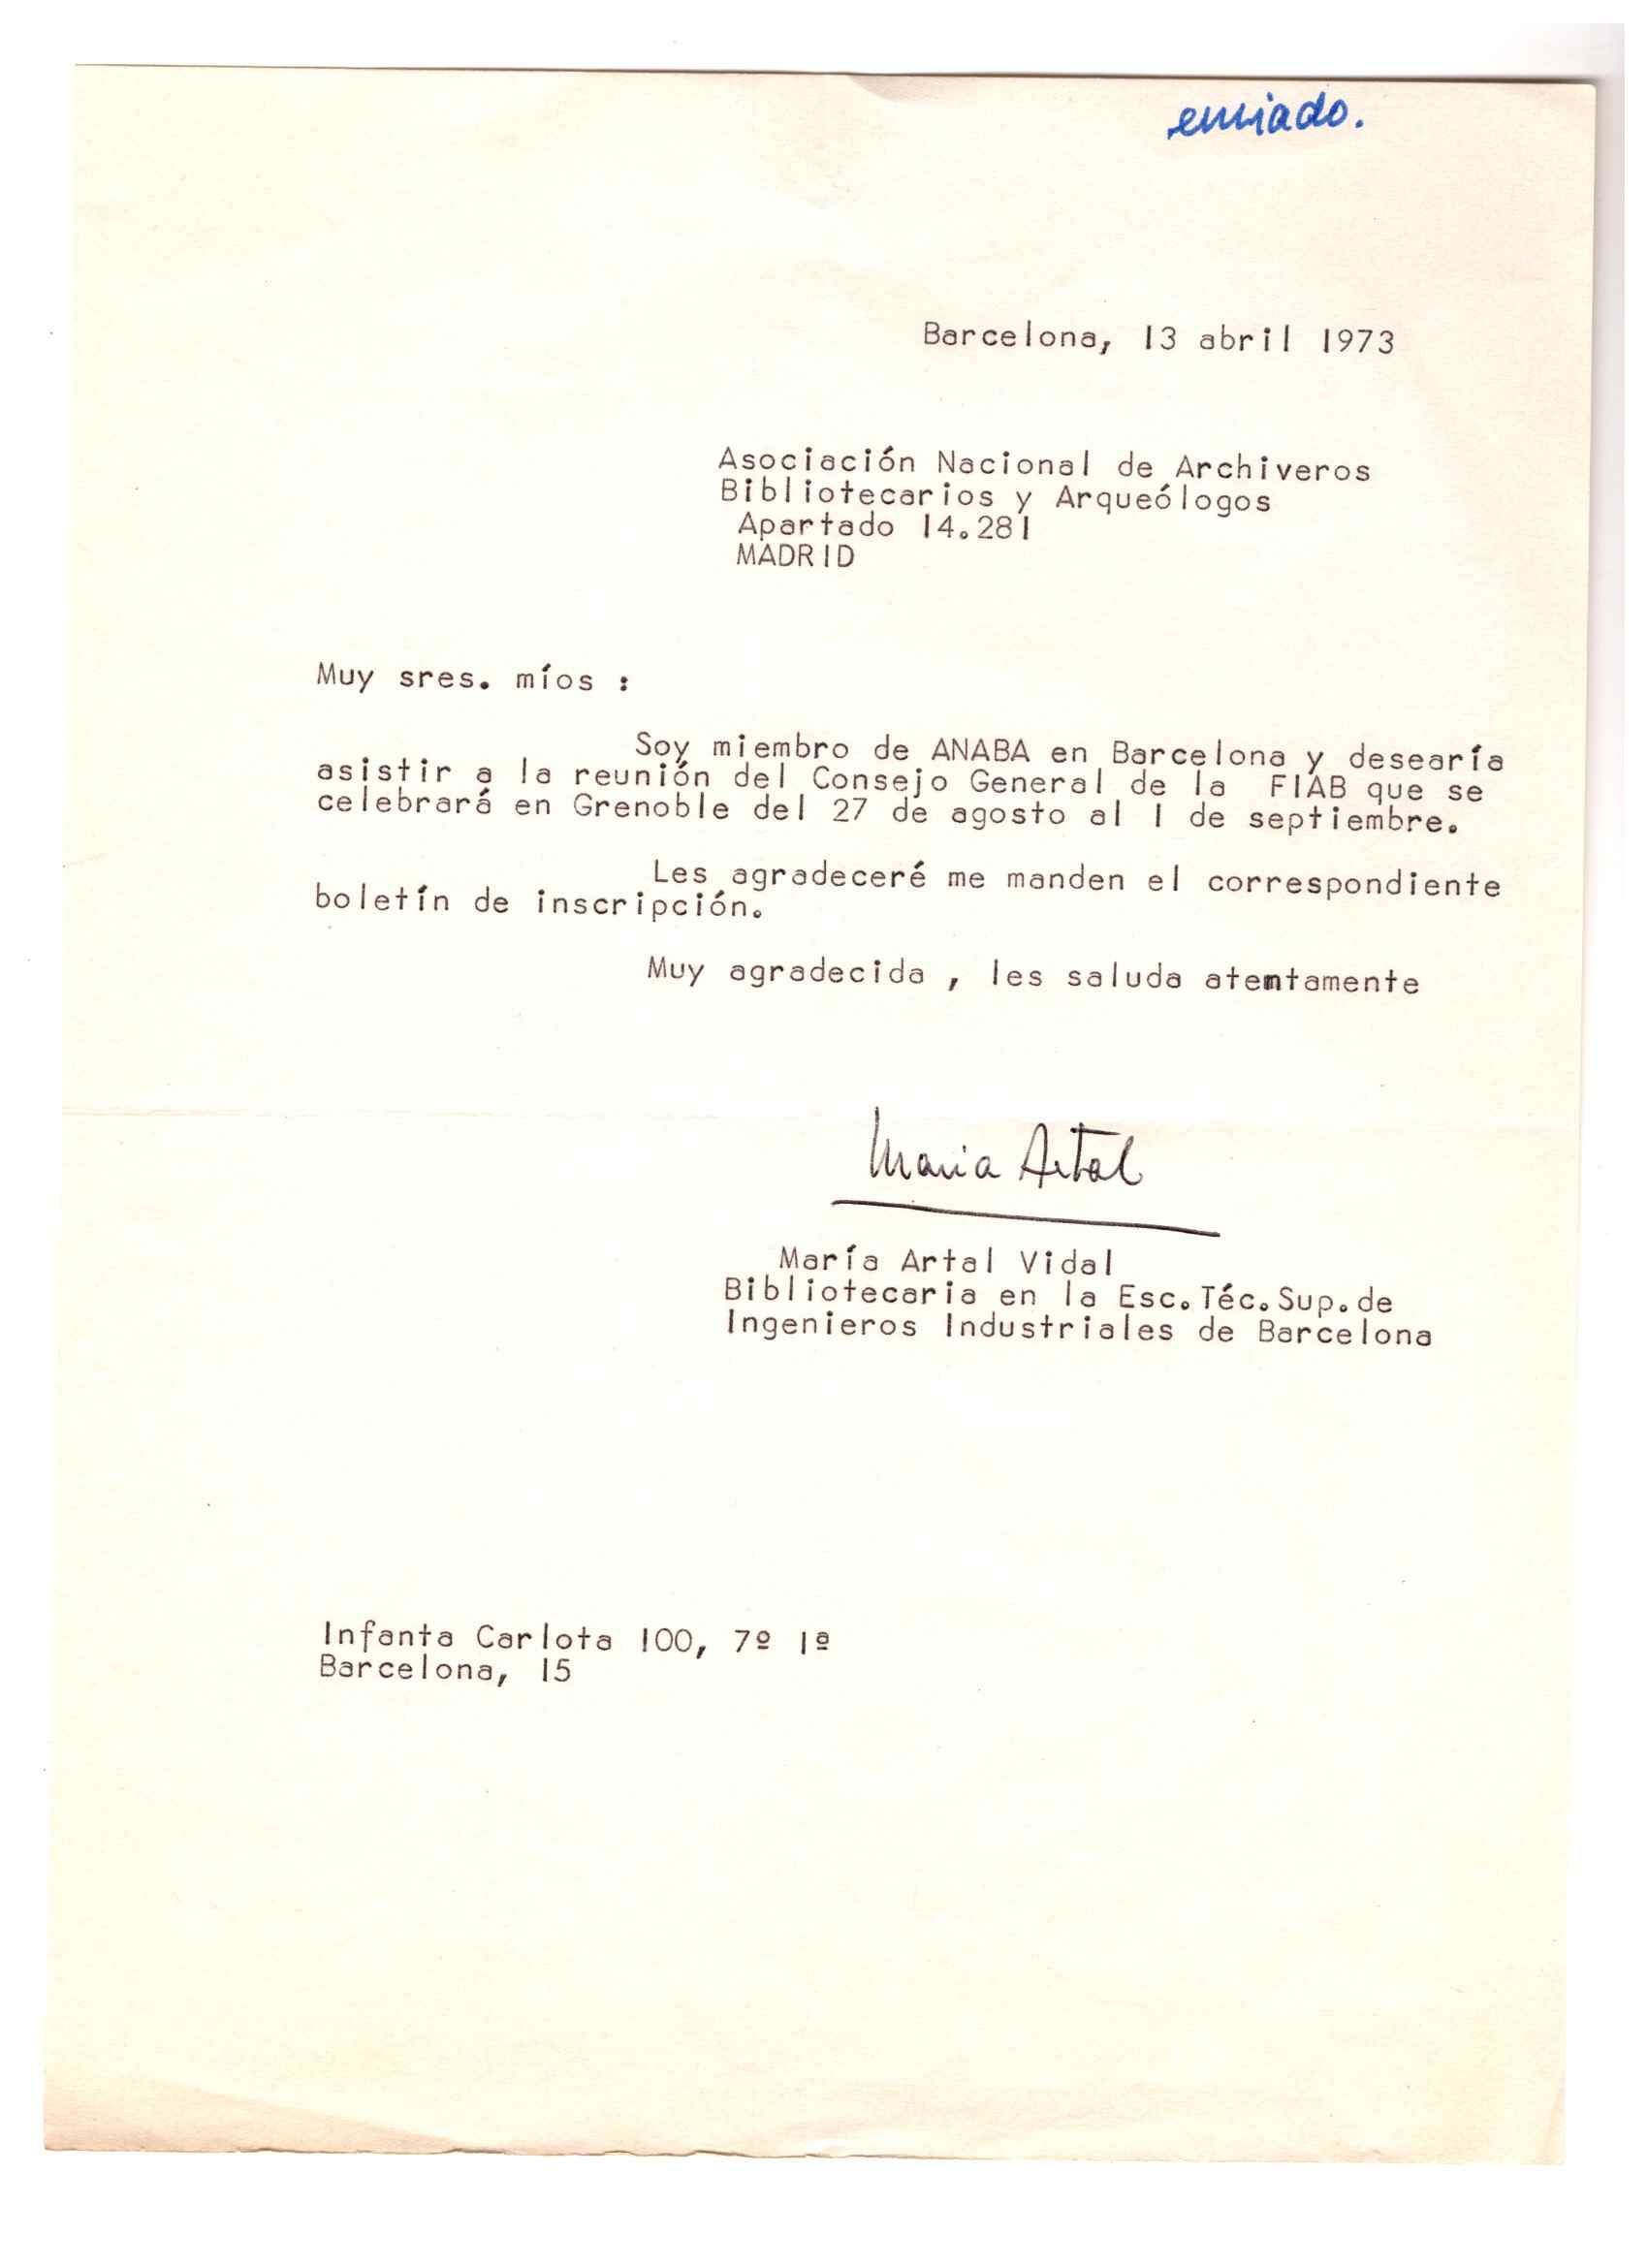 enviado.
Barcelona, 13 abril 1973
Asociación Nacional de Archiveros
Bibliotecarios y Arqueólogos
Apartado 14.281
MADRID
Muy sres. míos :
Soy miembro de ANABA en Barcelona y desearía
asistir a la reunión del Consejo General de la FIAB que se
celebrará en Grenoble del 27 de agosto al 1 de septiembre.
Les agradeceré me manden el correspondiente
boletín de inscripción.
Muy agradecida , les saluda atentamente
Maria Artal
María Artal Vidal
Bibliotecaria en la Esc.Téc.Sup.de
Ingenieros Industriales de Barcelona
Infanta Carlota 100, 7º 1ª
Barcelona, 15